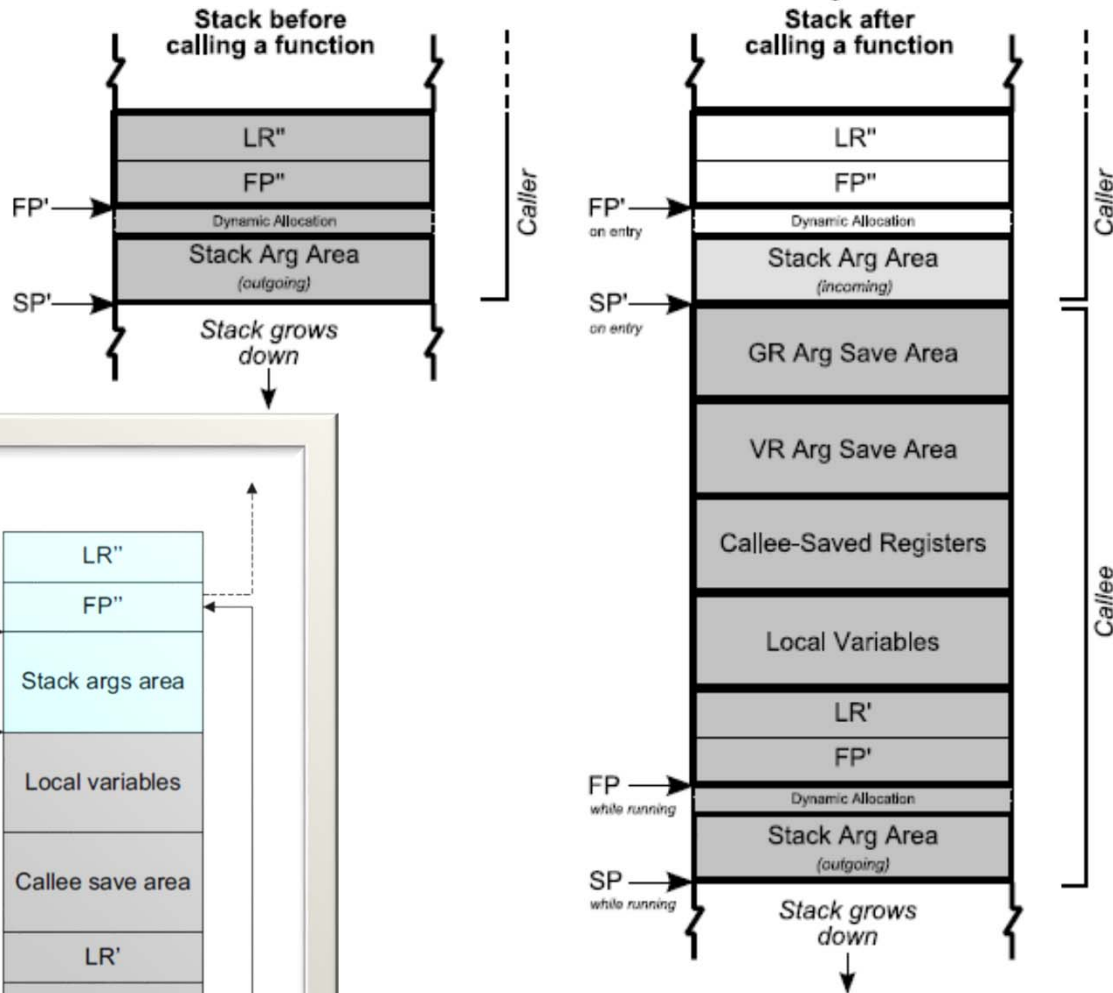 Stack before
calling a function
LR"
FP"
FP'
Dynamic Allocation
Stack Arg Area
(outgoing)
SP'
Stack grows
down
Caller
LR''
FP''
Stack args area
Local variables
Callee save area
LR'
Stack after
calling a function
LR"
FP"
FP'
on entry
Dynamic Allocation
Stack Arg Area
(incoming)
SP'
on entry
Caller
GR Arg Save Area
VR Arg Save Area
Callee-Saved Registers
Local Variables
LR'
FP'
FP
while running
Dynamic Allocation
Stack Arg Area
(outgoing)
SP
while running
Callee
Stack grows
down